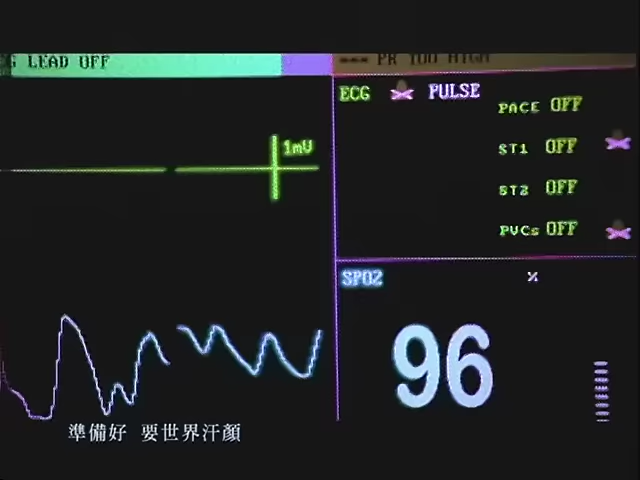 G LEAD OFF
--- PR TOO HIGH
ECG PULSE
PACE OFF
1mV
ST1 OFF
ST2 OFF
PVCs OFF
SPO2 %
96
準備好 要世界汗顏